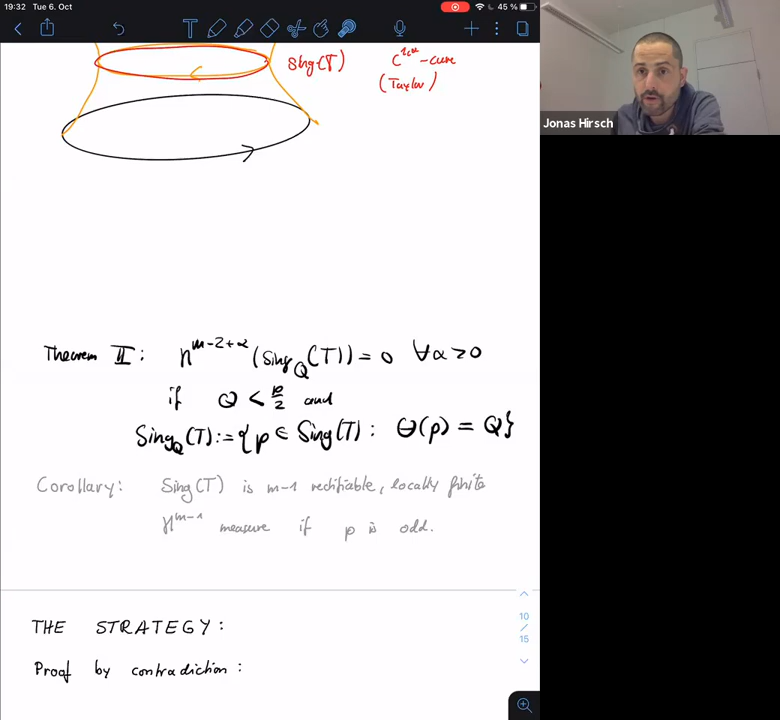 19:32 Tue 6. Oct
45 %
Sing(T)
C^{1,α}-curve
(Taylor)
Jonas Hirsch
Theorem II: H^{m-2+α}(Sing_Q(T)) = 0 ∀α>0
if Q < p/2 and
Sing_Q(T) := {p ∈ Sing(T): Θ(p) = Q}
Corollary: Sing(T) is m-1 rectifiable, locally finite
H^{m-1} measure if p is odd.
10
/
15
THE STRATEGY:
Proof by contradiction: